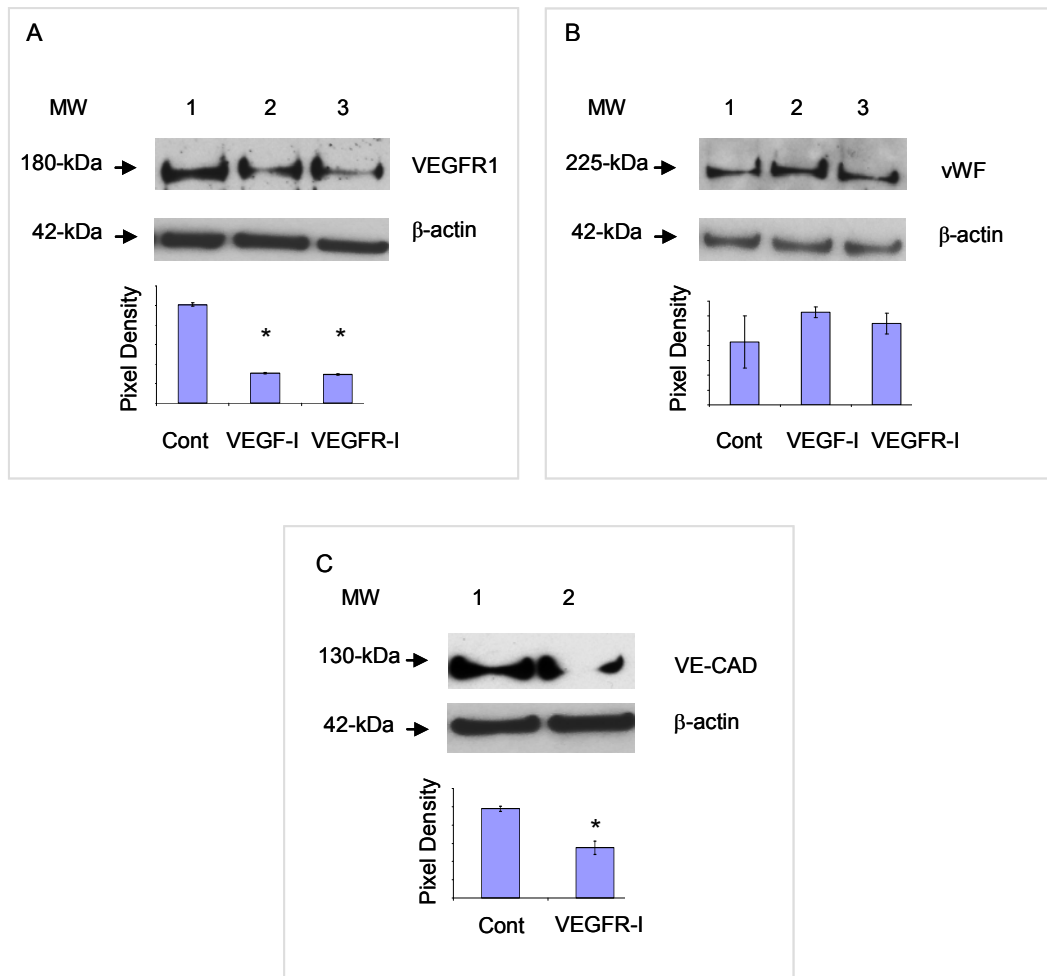 A
MW 1 2 3
180-kDa VEGFR1
42-kDa β-actin
Pixel Density
* *
Cont VEGF-I VEGFR-I
B
MW 1 2 3
225-kDa vWF
42-kDa β-actin
Pixel Density
Cont VEGF-I VEGFR-I
C
MW 1 2
130-kDa VE-CAD
42-kDa β-actin
Pixel Density
*
Cont VEGFR-I